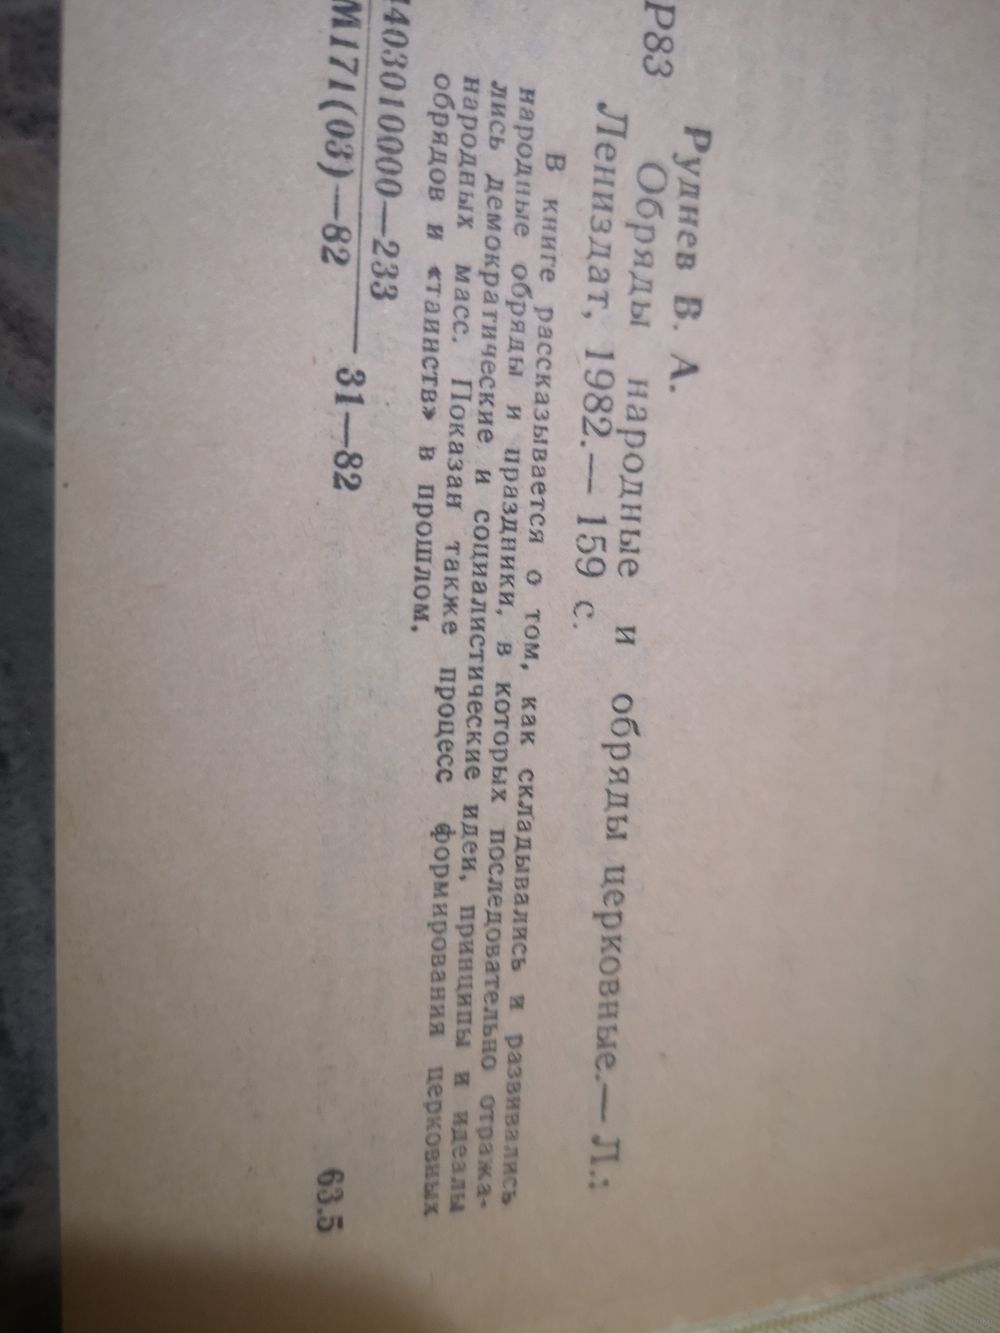 Руднев В. А.
Р83 Обряды народные и обряды церковные.— Л.:
Лениздат, 1982.— 159 с.
В книге рассказывается о том, как складывались и развивались
народные обряды и праздники, в которых последовательно отража-
лись демократические и социалистические идеи, принципы и идеалы
народных масс. Показан также процесс формирования церковных
обрядов и «таинств» в прошлом.
1403010000—233
М171(03)—82
31—82
63.5